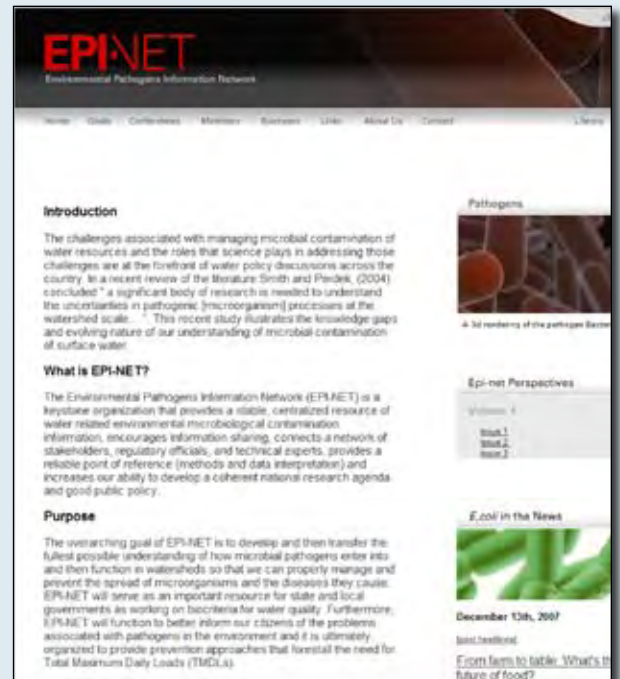 EPI·NET
Environmental Pathogens Information Network
Home Goals Conferences Members Business Links About Us Contact Library
Introduction
The challenges associated with managing microbial contamination of
water resources and the roles that science plays in addressing those
challenges are at the forefront of water policy discussions across the
country. In a recent review of the literature Smith and Perdek, (2004)
concluded " a significant body of research is needed to understand
the uncertainties in pathogenic [microorganism] processes at the
watershed scale... ". This recent study illustrates the knowledge gaps
and evolving nature of our understanding of microbial contamination
of surface water.
What is EPI-NET?
The Environmental Pathogens Information Network (EPI-NET) is a
keystone organization that provides a stable, centralized resource of
water related environmental microbiological contamination
information, encourages information sharing, connects a network of
stakeholders, regulatory officials, and technical experts, provides a
reliable point of reference (methods and data interpretation) and
increases our ability to develop a coherent national research agenda
and good public policy.
Purpose
The overarching goal of EPI-NET is to develop and then transfer the
fullest possible understanding of how microbial pathogens enter into
and then function in watersheds so that we can properly manage and
prevent the spread of microorganisms and the diseases they cause.
EPI-NET will serve as an important resource for state and local
governments as working on biocriteria for water quality. Furthermore,
EPI-NET will function to better inform our citizens of the problems
associated with pathogens in the environment and it is ultimately
organized to provide prevention approaches that forestall the need for
Total Maximum Daily Loads (TMDLs).
Pathogens
A 3d rendering of the pathogen Bacter
Epi-net Perspectives
Volume 1
Issue 1
Issue 2
Issue 3
E.coli in the News
December 13th, 2007
From farm to table: What's th
future of food?